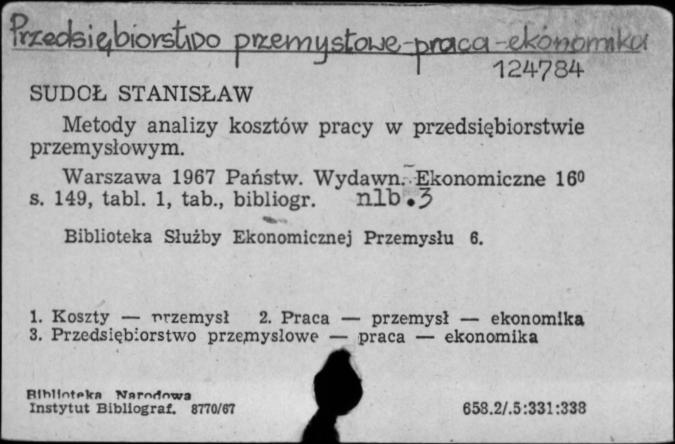 Przedsiębiorstwo przemysłowe-praca-ekonomika
124784
SUDOŁ STANISŁAW
Metody analizy kosztów pracy w przedsiębiorstwie
przemysłowym.
Warszawa 1967 Państw. Wydawn. Ekonomiczne 16⁰
s. 149, tabl. 1, tab., bibliogr. nlb.3
Biblioteka Służby Ekonomicznej Przemysłu 6.
1. Koszty — przemysł 2. Praca — przemysł — ekonomika
3. Przedsiębiorstwo przemysłowe — praca — ekonomika
Biblioteka Narodowa
Instytut Bibliograf. 8770/67 658.2/.5:331:338